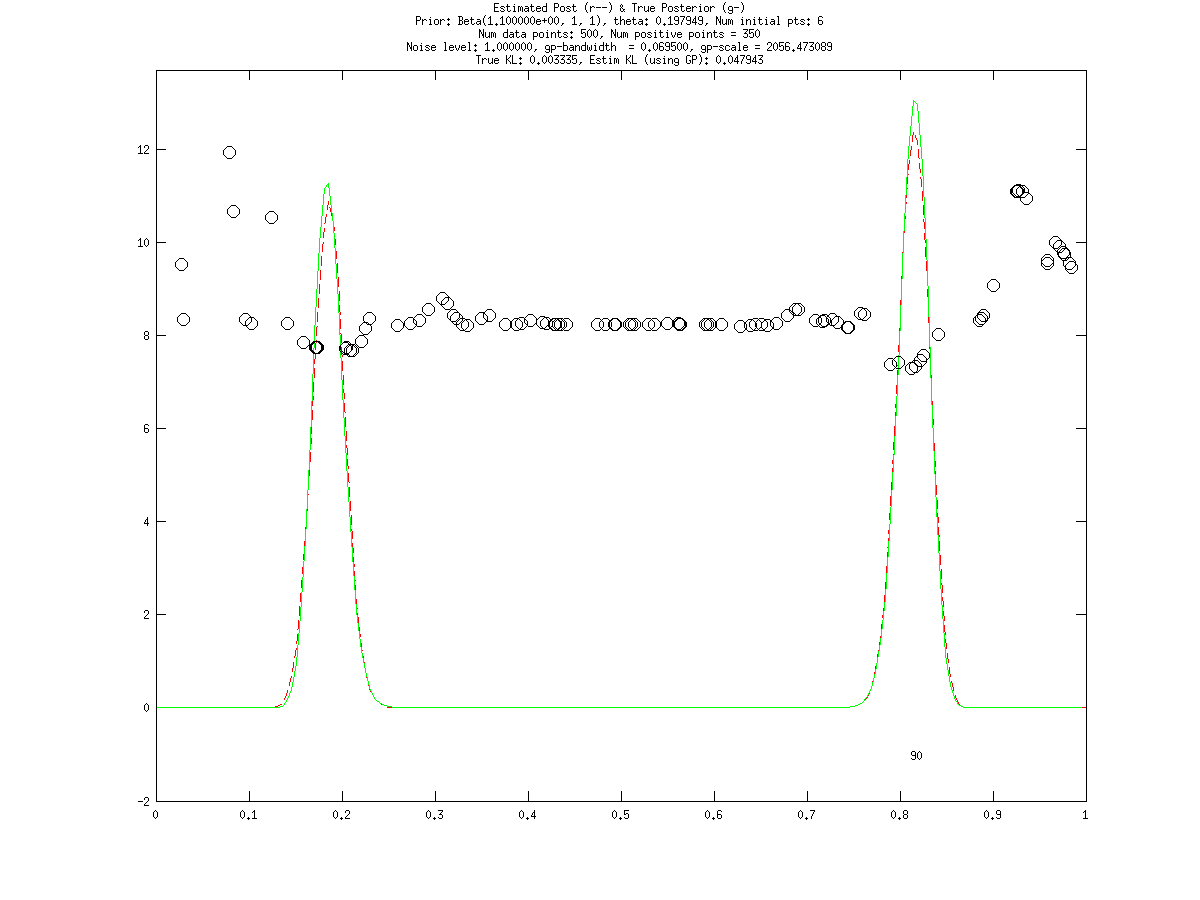 Estimated Post (r--) & True Posterior (g-)
Prior: Beta(1.100000e+00, 1, 1), theta: 0.197949, Num initial pts: 6
Num data points: 500, Num positive points = 350
Noise level: 1.000000, gp-bandwidth  = 0.069500, gp-scale = 2056.473089
True KL: 0.003335, Estim KL (using GP): 0.047943
12
10
8
6
4
2
0
90
-2
0 0.1 0.2 0.3 0.4 0.5 0.6 0.7 0.8 0.9 1